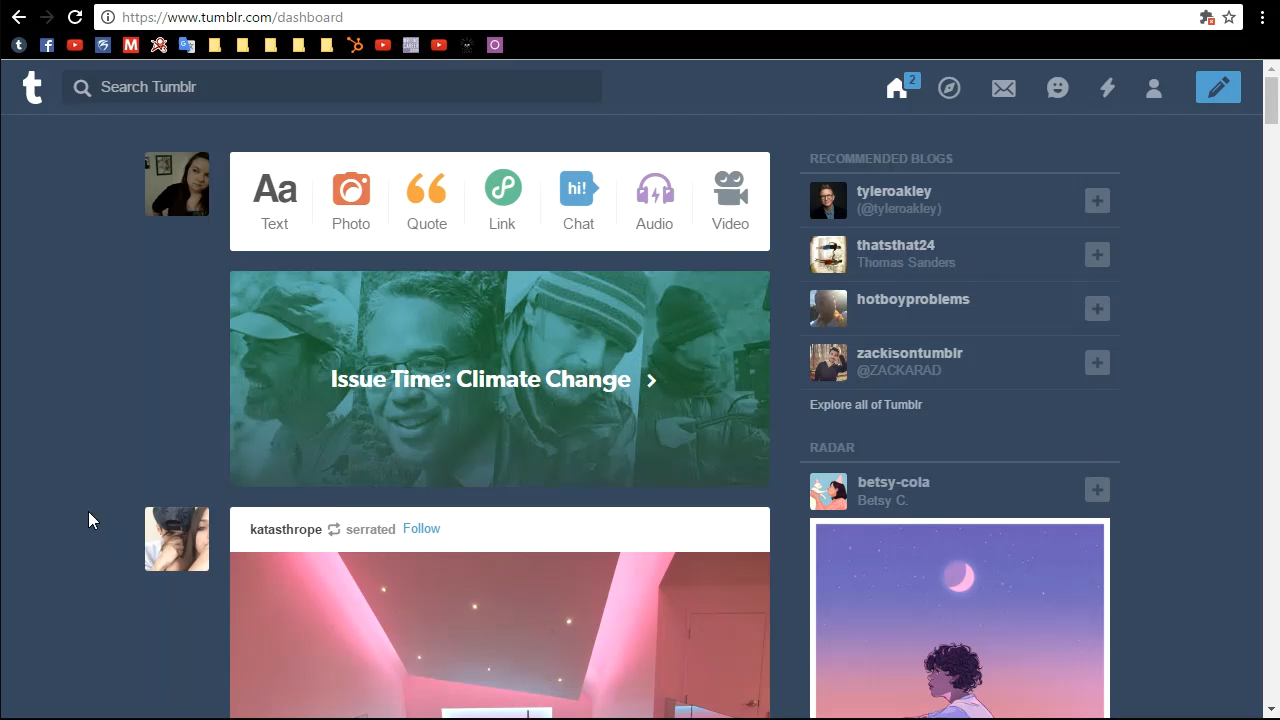 https://www.tumblr.com/dashboard
Search Tumblr
2
Aa
hi!
Text
Photo
Quote
Link
Chat
Audio
Video
Issue Time: Climate Change
katasthrope serrated Follow
RECOMMENDED BLOGS
tyleroakley
(@tyleroakley)
thatsthat24
Thomas Sanders
hotboyproblems
zackisontumblr
@ZACKARAD
Explore all of Tumblr
RADAR
betsy-cola
Betsy C.